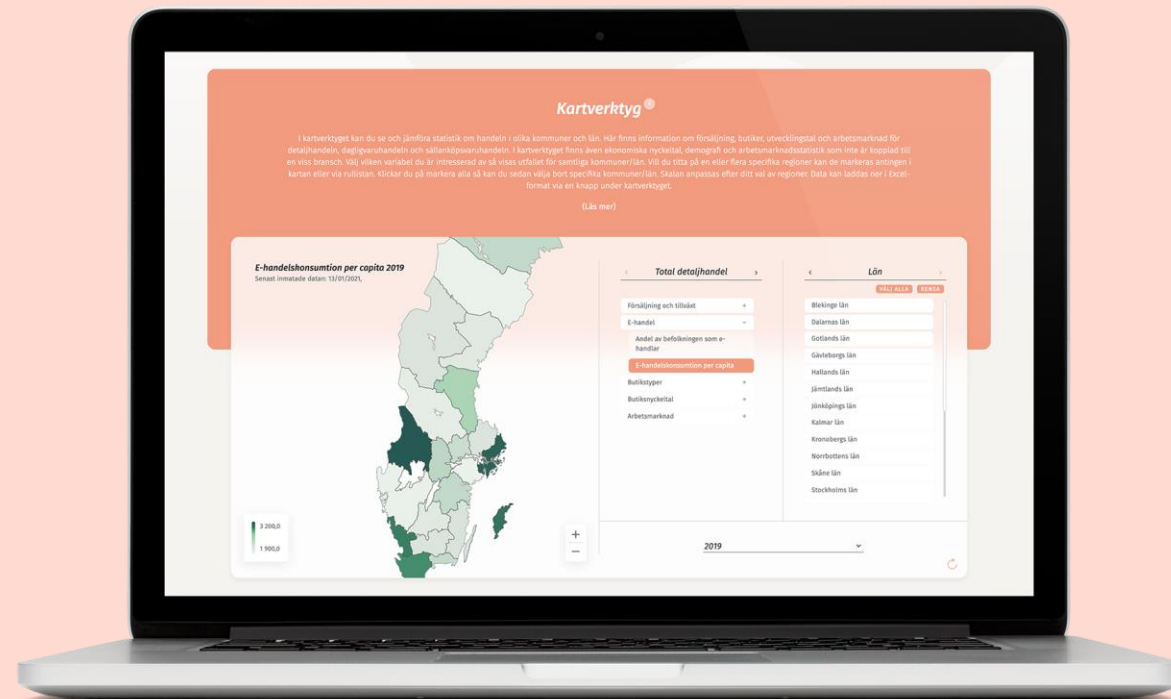 Kartverktyg
I kartverktyget kan du se och jämföra statistik om handeln i olika kommuner och län. Här finns information om försäljning, butiker, utvecklingstal och arbetsmarknad för
detaljhandeln, dagligvaruhandeln och sällanköpsvaruhandeln. I kartverktyget finns även ekonomiska nyckeltal, demografi och arbetsmarknadsstatistik som inte är kopplad till
en viss bransch. Välj vilken variabel du är intresserad av så visas utfallet för samtliga kommuner/län. Vill du titta på en eller flera specifika regioner kan de markeras antingen i
kartan eller via rullistan. Klickar du på markera alla så kan du sedan välja bort specifika kommuner/län. Skalan anpassas efter ditt val av regioner. Data kan laddas ner i Excel-
format via en knapp under kartverktyget.
(Läs mer)
E-handelskonsumtion per capita 2019
Senast inmatade datan: 13/01/2021,
3 200,0
1 900,0
+
−
‹ Total detaljhandel ›
Försäljning och tillväxt +
E-handel −
Andel av befolkningen som e-
handlar
E-handelskonsumtion per capita
Butikstyper +
Butiksnyckeltal +
Arbetsmarknad +
‹ Län ›
VÄLJ ALLA RENSA
Blekinge län
Dalarnas län
Gotlands län
Gävleborgs län
Hallands län
Jämtlands län
Jönköpings län
Kalmar län
Kronobergs län
Norrbottens län
Skåne län
Stockholms län
2019